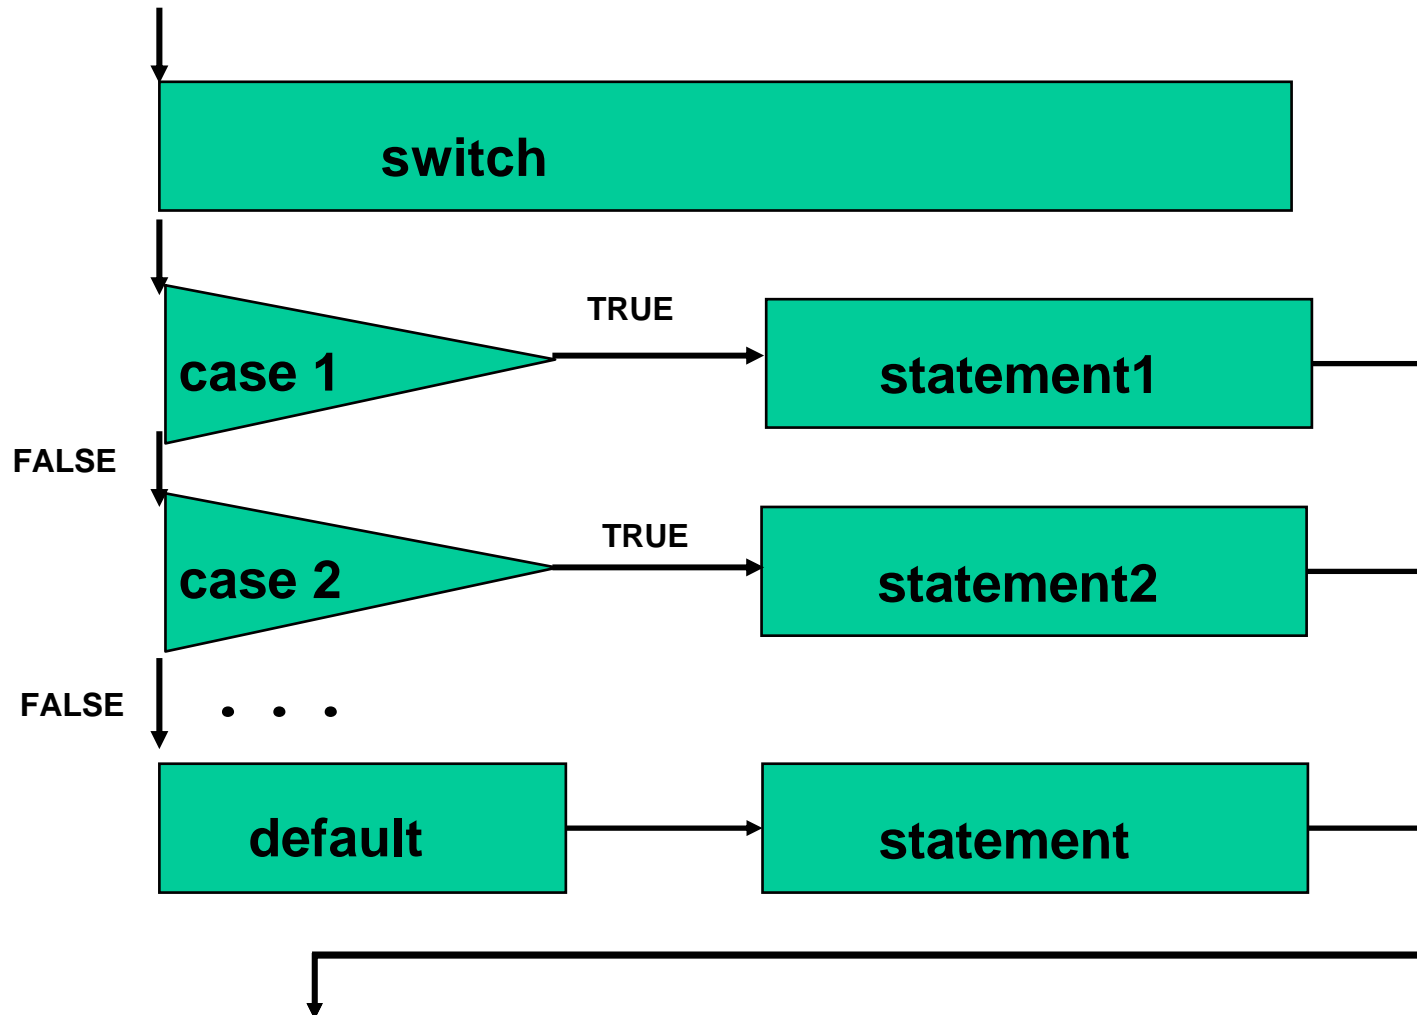 switch
TRUE
case 1
statement1
FALSE
TRUE
case 2
statement2
FALSE
. . .
default
statement